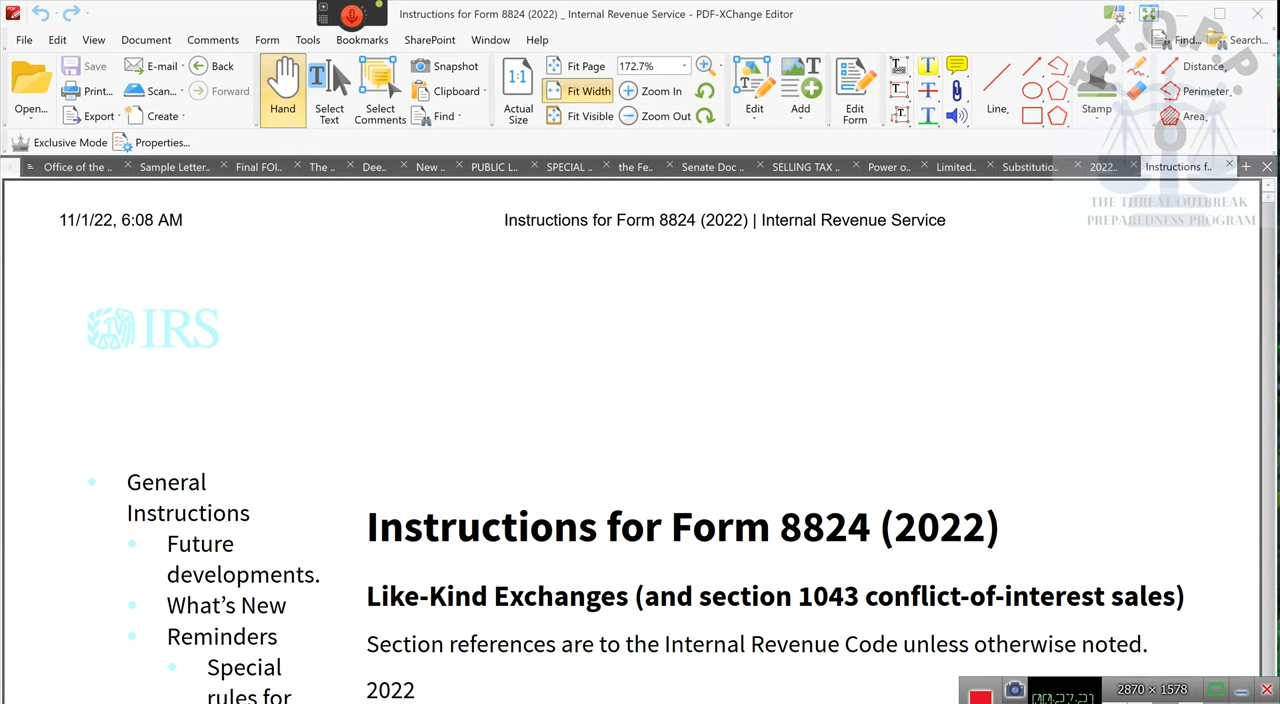 Instructions for Form 8824 (2022) _ Internal Revenue Service - PDF-XChange Editor
File Edit View Document Comments Form Tools Bookmarks SharePoint Window Help Find... Search...
Open... Save Print... Export E-mail Scan... Create Back Forward Hand Select Text Select Comments Snapshot Clipboard Find Actual Size Fit Page Fit Width Fit Visible 172.7% Zoom In Zoom Out Edit Add Edit Form Line Stamp Distance Perimeter Area
Exclusive Mode Properties...
Office of the .. Sample Letter.. Final FOI.. The .. Dee.. New .. PUBLIC L.. SPECIAL .. the Fe.. Senate Doc .. SELLING TAX .. Power o.. Limited.. Substitutio.. 2022.. Instructions f..
T.O.P.P
THE THREAT OUTBREAK
PREPAREDNESS PROGRAM
11/1/22, 6:08 AM Instructions for Form 8824 (2022) | Internal Revenue Service
IRS
General
Instructions
Future
developments.
What's New
Reminders
Special
rules for
Instructions for Form 8824 (2022)
Like-Kind Exchanges (and section 1043 conflict-of-interest sales)
Section references are to the Internal Revenue Code unless otherwise noted.
2022
2870 × 1578